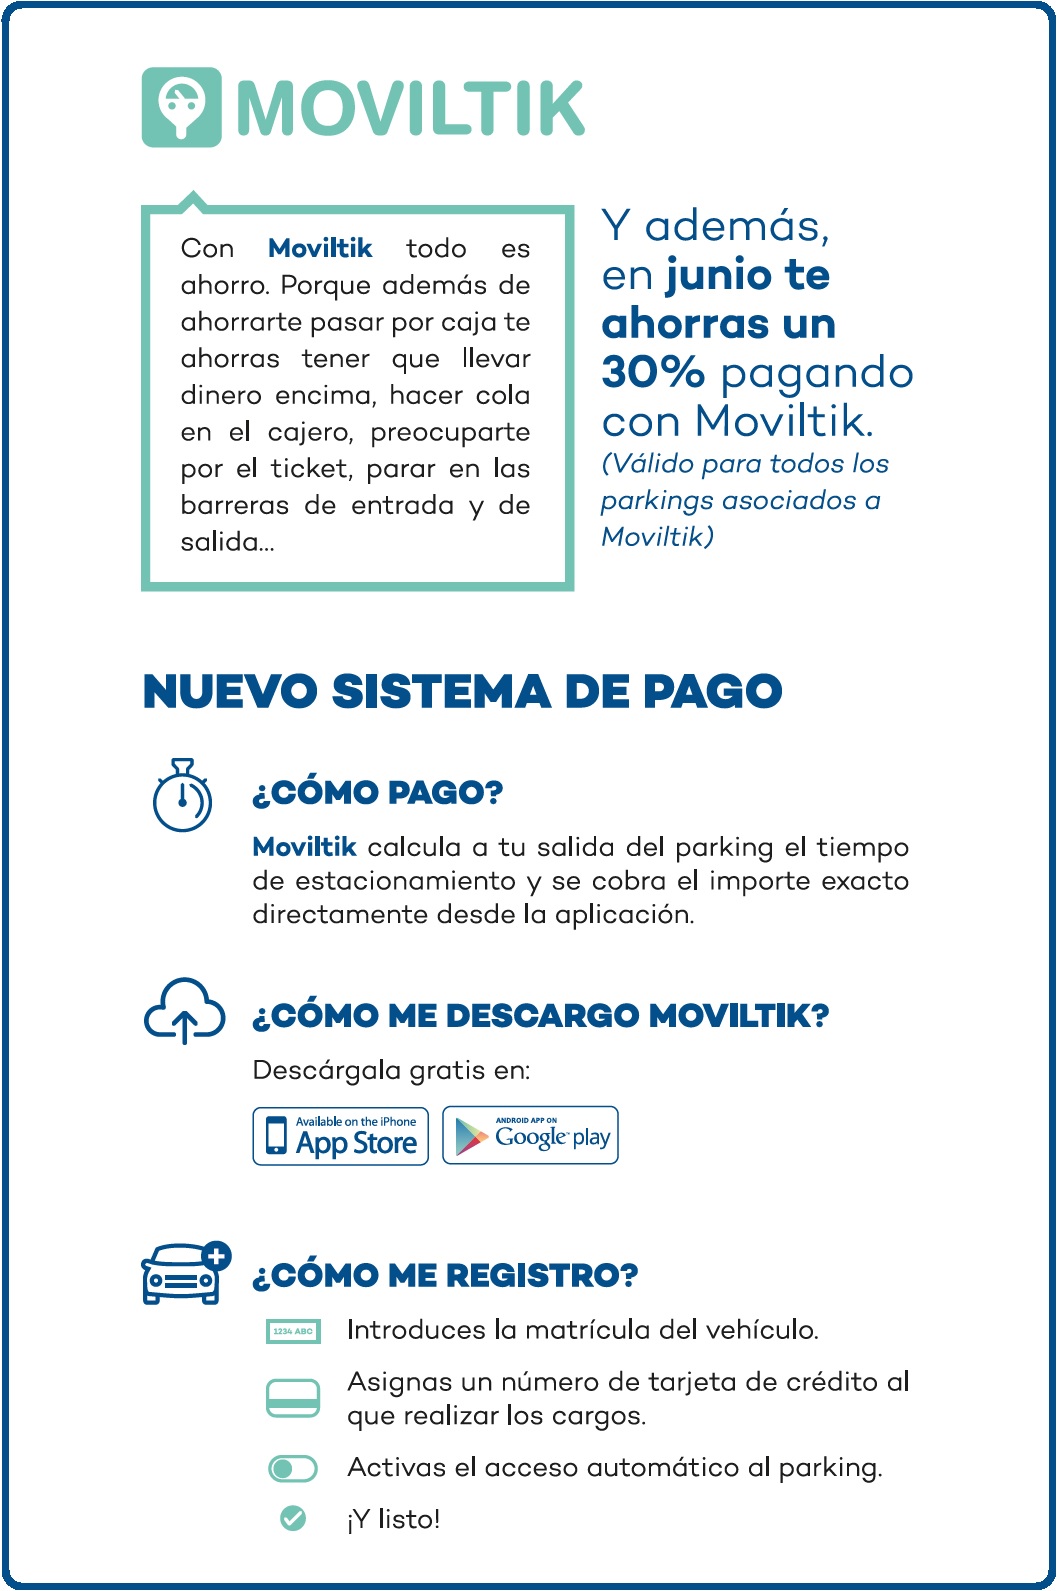 MOVILTIK
Con Moviltik todo es
ahorro. Porque además de
ahorrarte pasar por caja te
ahorras tener que llevar
dinero encima, hacer cola
en el cajero, preocuparte
por el ticket, parar en las
barreras de entrada y de
salida...
Y además,
en junio te
ahorras un
30% pagando
con Moviltik.
(Válido para todos los
parkings asociados a
Moviltik)
NUEVO SISTEMA DE PAGO
¿CÓMO PAGO?
Moviltik calcula a tu salida del parking el tiempo
de estacionamiento y se cobra el importe exacto
directamente desde la aplicación.
¿CÓMO ME DESCARGO MOVILTIK?
Descárgala gratis en:
Available on the iPhone
App Store
ANDROID APP ON
Google play
¿CÓMO ME REGISTRO?
1234 ABC
Introduces la matrícula del vehículo.
Asignas un número de tarjeta de crédito al
que realizar los cargos.
Activas el acceso automático al parking.
¡Y listo!